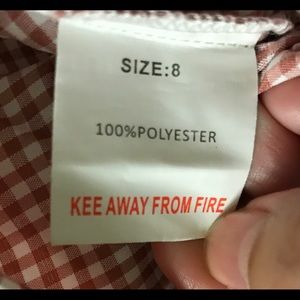 SIZE:8
100%POLYESTER
KEE AWAY FROM FIRE